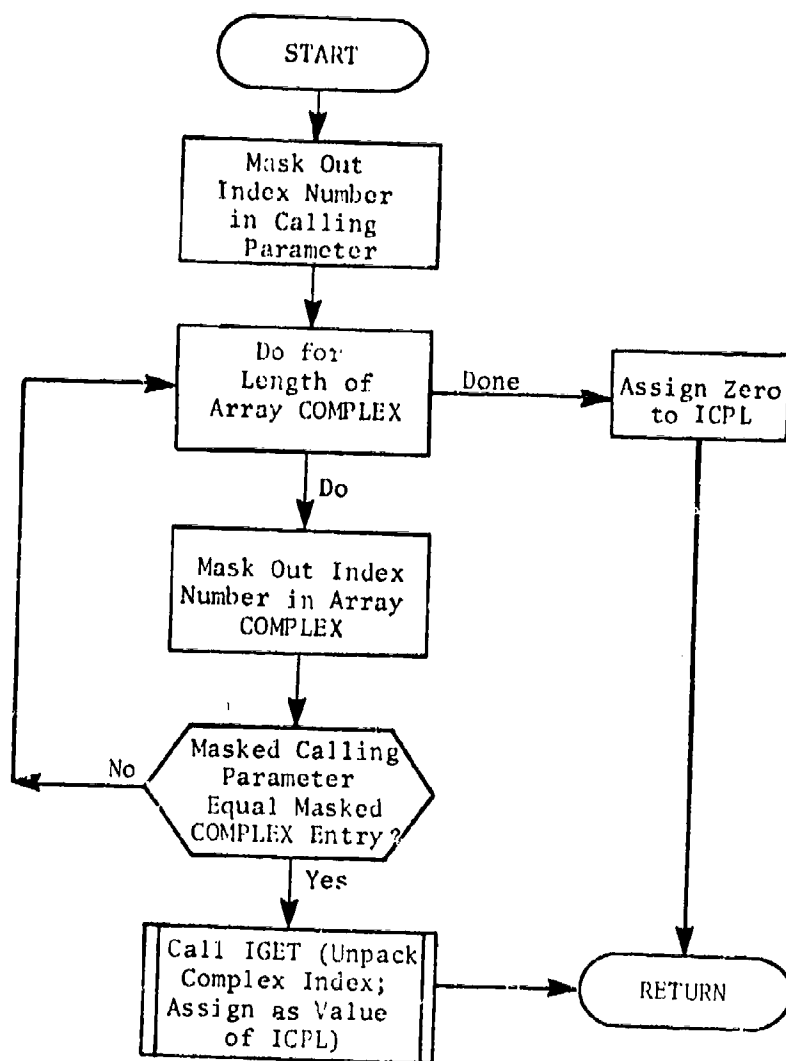 START
Mask Out
Index Number
in Calling
Parameter
Do for
Length of
Array COMPLEX
Done
Assign Zero
to ICPL
Do
Mask Out Index
Number in Array
COMPLEX
Masked Calling
Parameter
Equal Masked
COMPLEX Entry?
No
Yes
Call IGET (Unpack
Complex Index;
Assign as Value
of ICPL)
RETURN